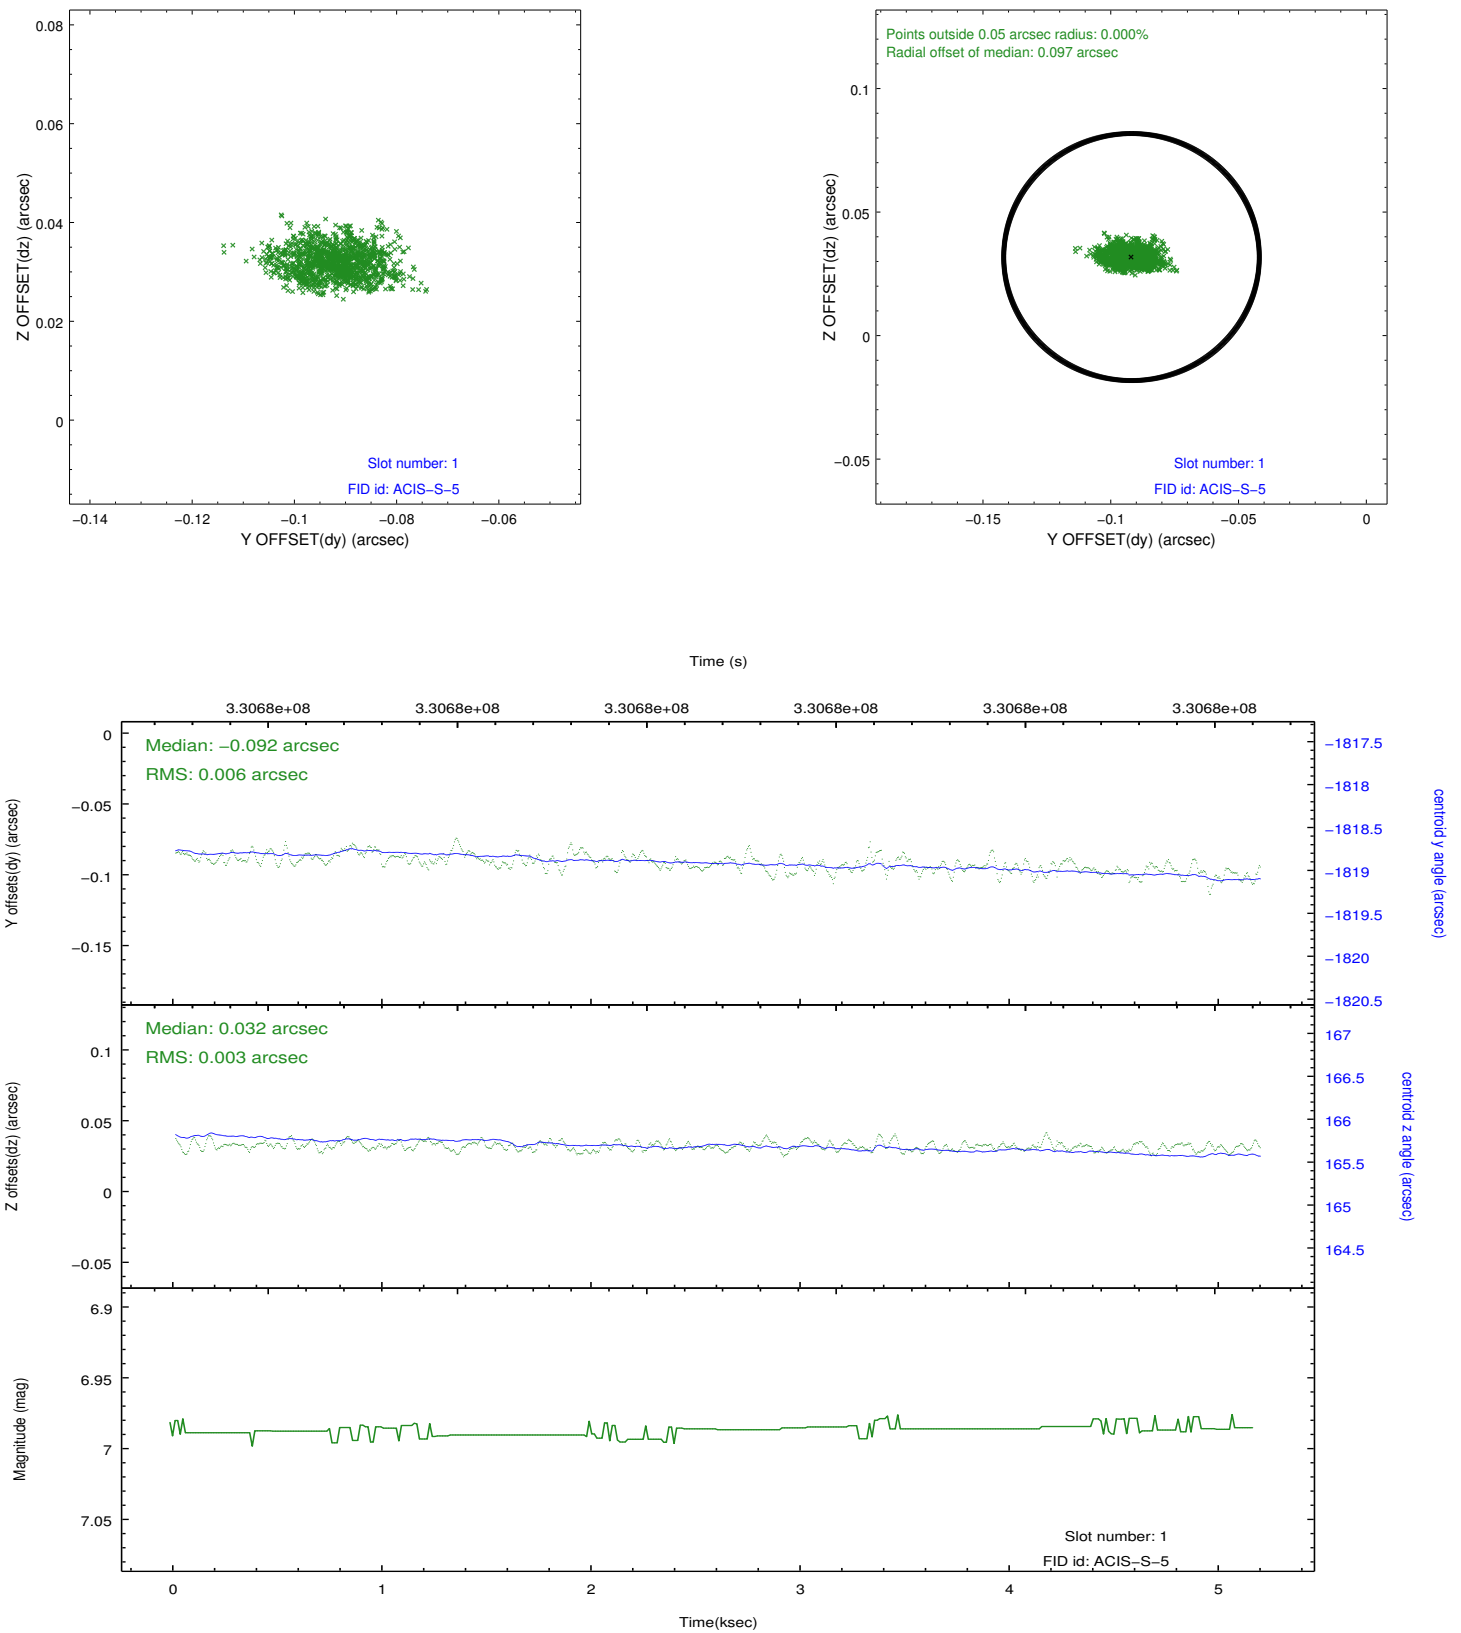 0.08
0.06
0.04
0.02
0
Z OFFSET(dz) (arcsec)
Slot number: 1
FID id: ACIS−S−5
−0.14 −0.12 −0.1 −0.08 −0.06
Y OFFSET(dy) (arcsec)
Points outside 0.05 arcsec radius: 0.000%
Radial offset of median: 0.097 arcsec
0.1
0.05
0
−0.05
Z OFFSET(dz) (arcsec)
Slot number: 1
FID id: ACIS−S−5
−0.15 −0.1 −0.05 0
Y OFFSET(dy) (arcsec)
Time (s)
3.3068e+08 3.3068e+08 3.3068e+08 3.3068e+08 3.3068e+08 3.3068e+08
Median: −0.092 arcsec
RMS: 0.006 arcsec
0
−0.05
−0.1
−0.15
Y offsets(dy) (arcsec)
−1817.5
−1818
−1818.5
−1819
−1819.5
−1820
−1820.5
centroid y angle (arcsec)
Median: 0.032 arcsec
RMS: 0.003 arcsec
0.1
0.05
0
−0.05
Z offsets(dz) (arcsec)
167
166.5
166
165.5
165
164.5
centroid z angle (arcsec)
6.9
6.95
7
7.05
Magnitude (mag)
Slot number: 1
FID id: ACIS−S−5
0 1 2 3 4 5
Time(ksec)